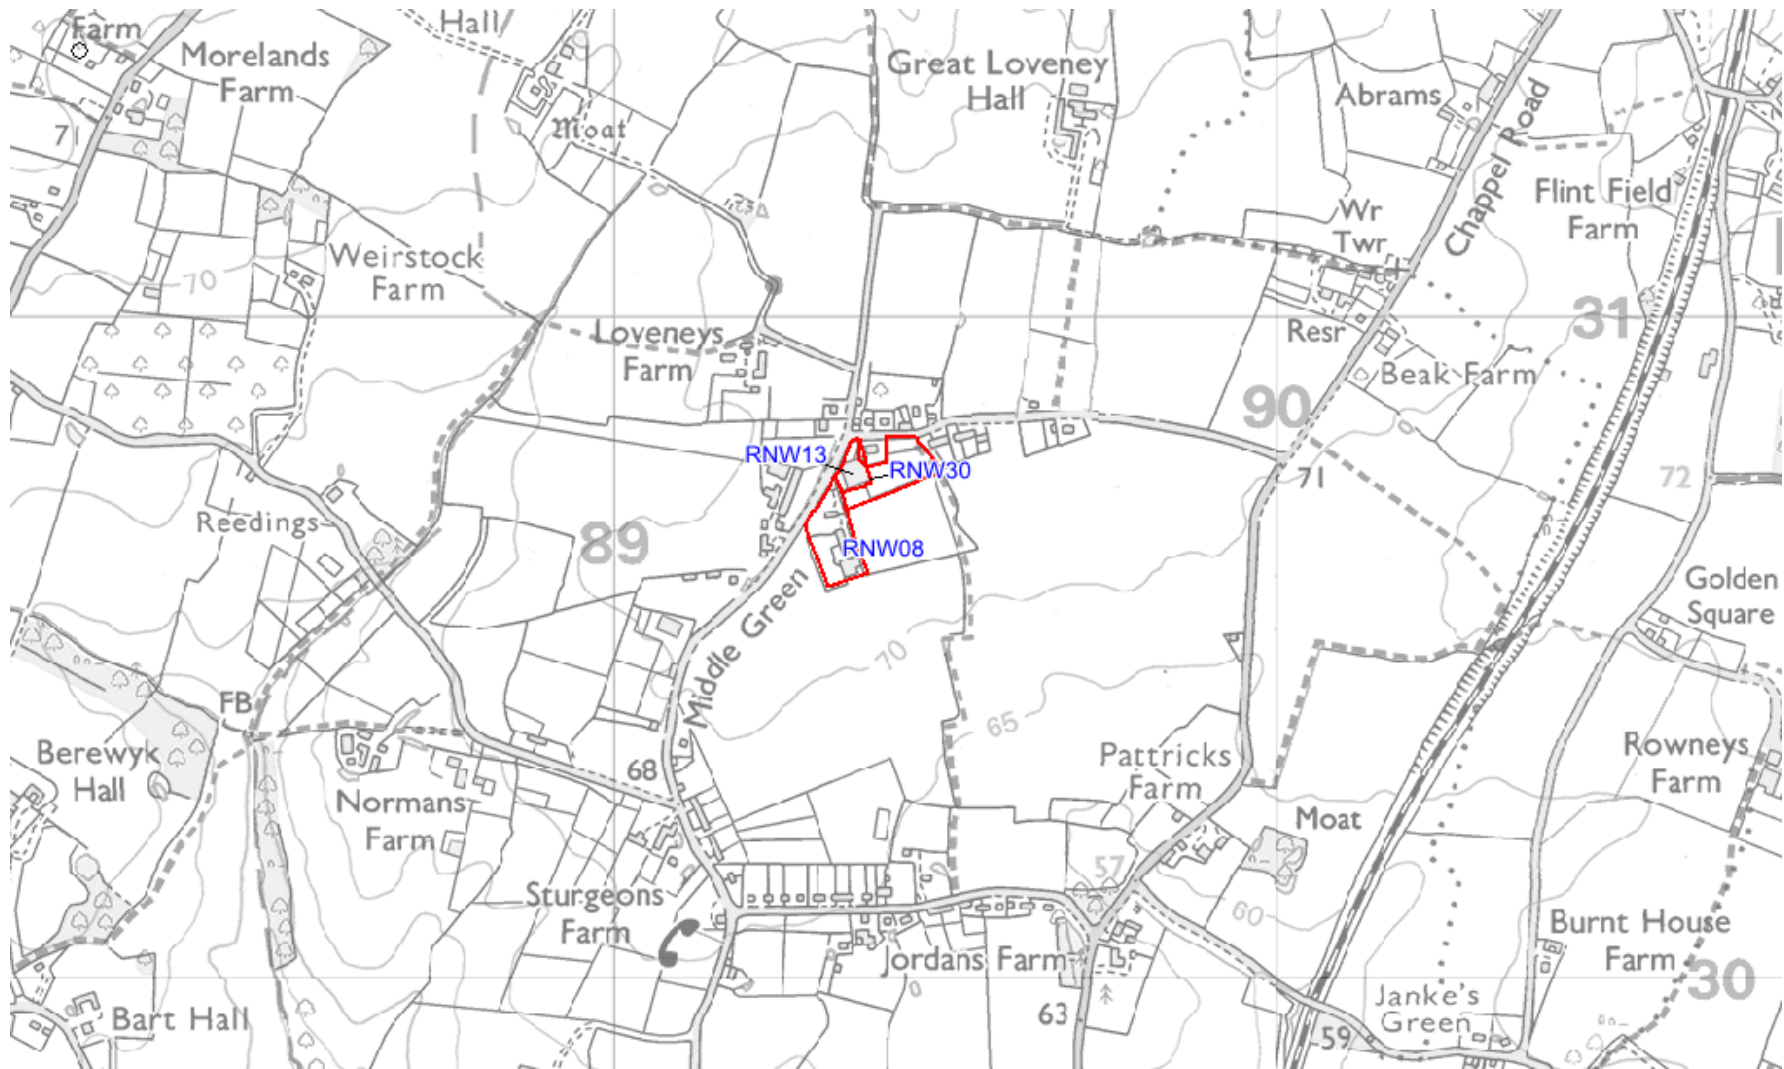 Farm
Hall
Morelands
Farm
Great Loveney
Hall
Abrams
Chappel Road
Moat
7
Flint Field
Farm
Wr
Twr
Weirstock
Farm
70
Loveneys
Farm
31
Resr
Beak Farm
90
RNW13
RNW30
71
72
Reedings
89
RNW08
Golden
Square
Middle Green
70
65
FB
Berewyk
Hall
68
Pattricks
Farm
Rowneys
Farm
Normans
Farm
Moat
57
Sturgeons
Farm
60
Burnt House
Farm
Jordans Farm
30
Janke's
Green
Bart Hall
63
59